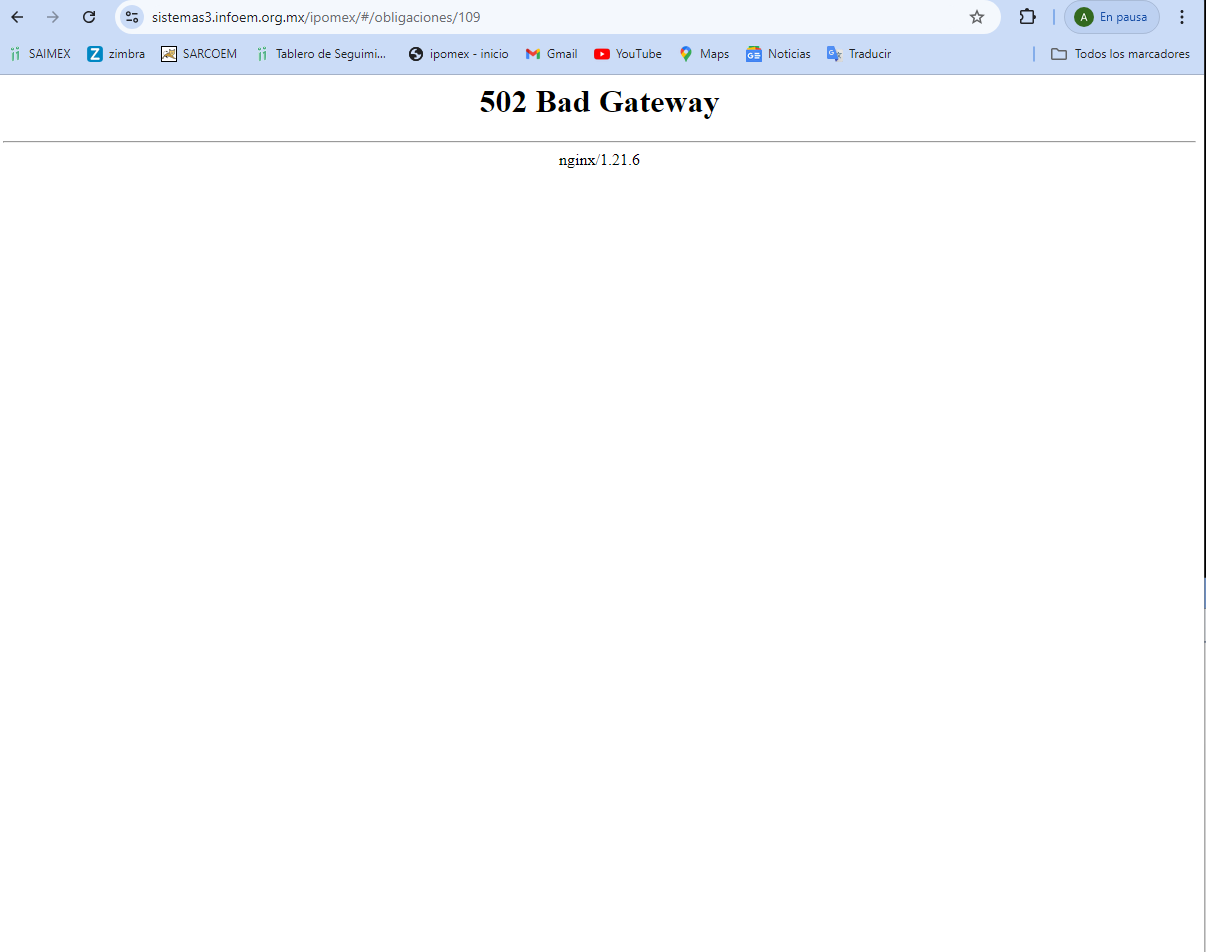 sistemas3.infoem.org.mx/ipomex/#/obligaciones/109
A En pausa
SAIMEX zimbra SARCOEM Tablero de Seguimi... ipomex - inicio Gmail YouTube Maps Noticias Traducir Todos los marcadores
502 Bad Gateway
nginx/1.21.6